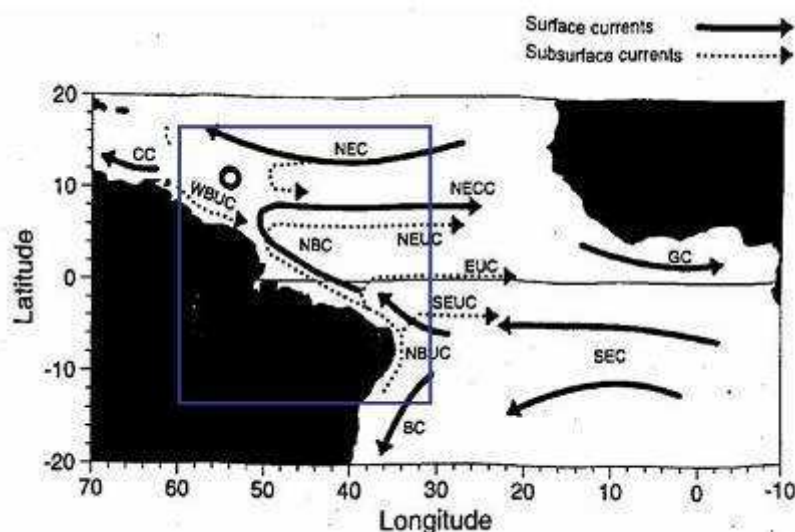 Surface currents
Subsurface currents
20
10
0
-10
-20
Latitude
CC
WBUC
NEC
NECC
NEUC
NBC
EUC
GC
SEUC
NBUC
SEC
BC
70 60 50 40 30 20 10 0 -10
Longitude